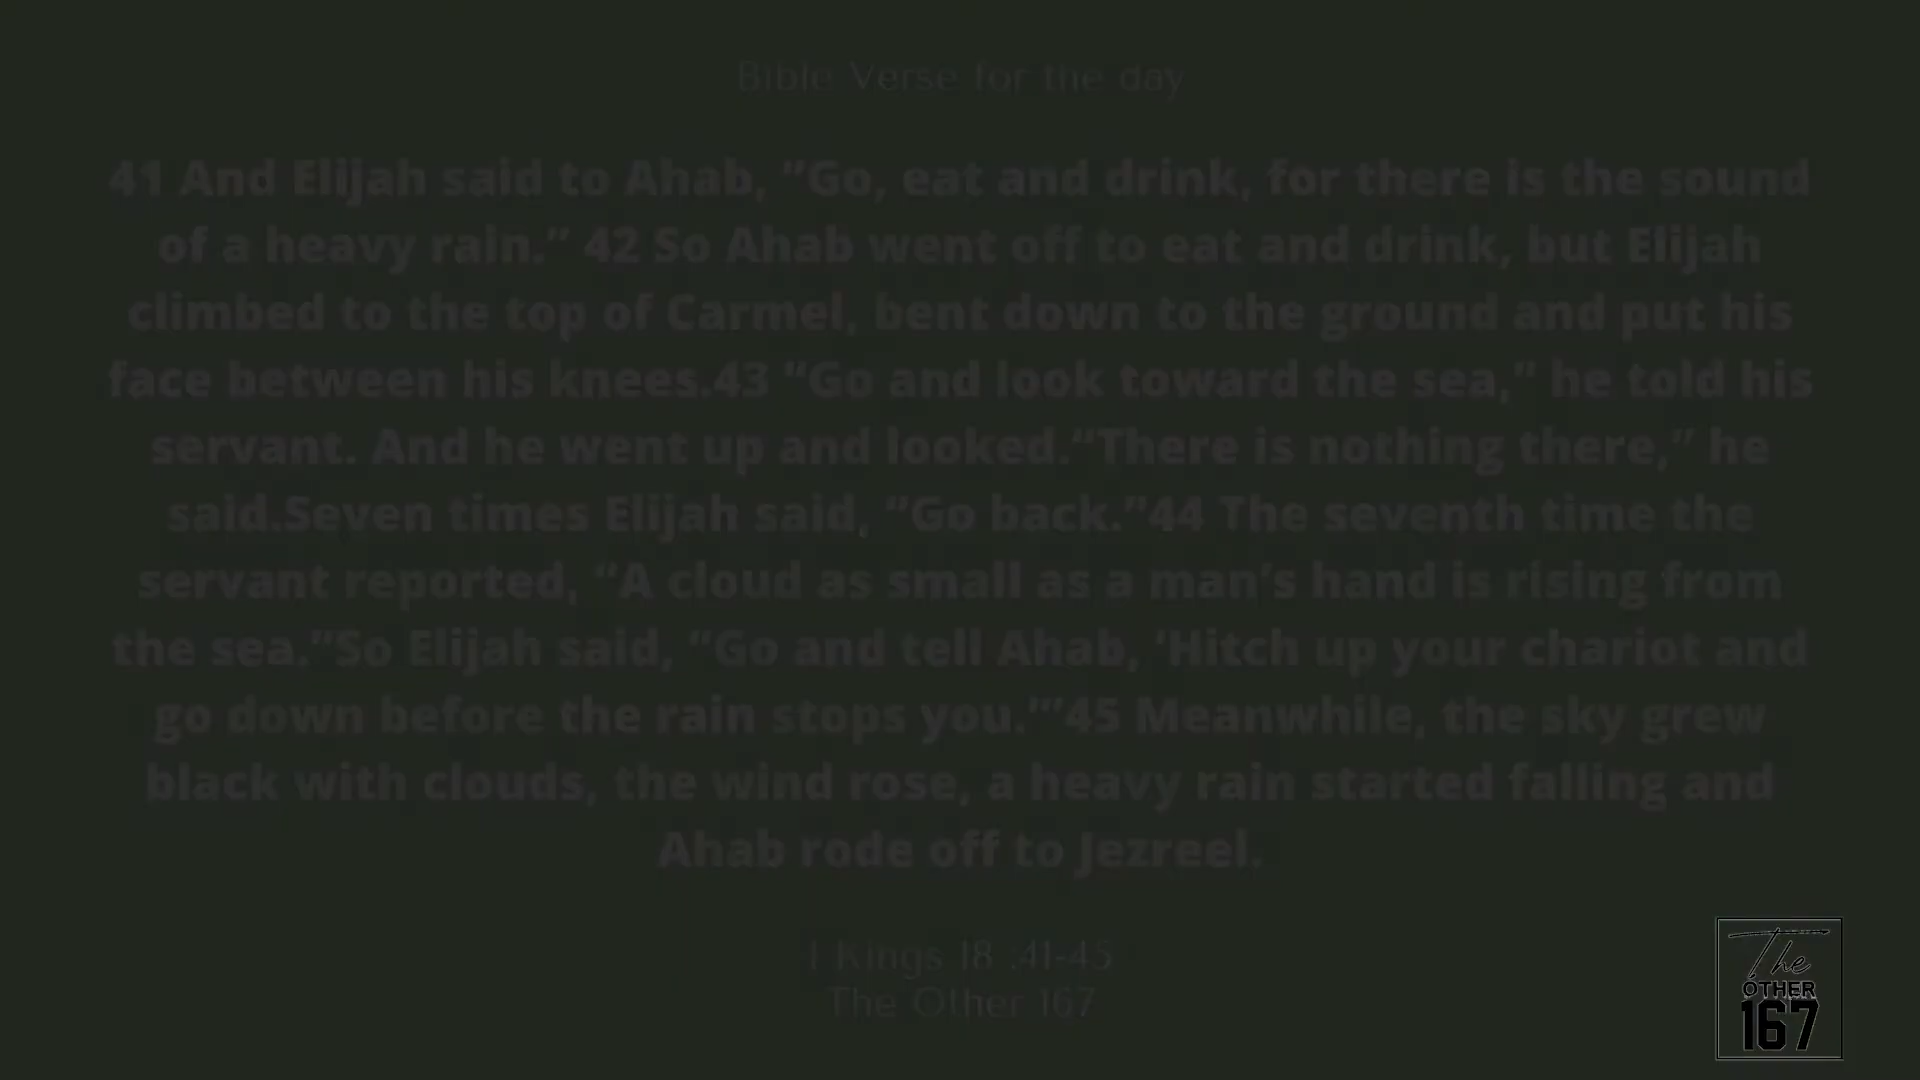 Bible Verse for the day
41 And Elijah said to Ahab, “Go, eat and drink, for there is the sound
of a heavy rain.” 42 So Ahab went off to eat and drink, but Elijah
climbed to the top of Carmel, bent down to the ground and put his
face between his knees.43 “Go and look toward the sea,” he told his
servant. And he went up and looked.“There is nothing there,” he
said.Seven times Elijah said, “Go back.”44 The seventh time the
servant reported, “A cloud as small as a man’s hand is rising from
the sea.”So Elijah said, “Go and tell Ahab, ‘Hitch up your chariot and
go down before the rain stops you.’”45 Meanwhile, the sky grew
black with clouds, the wind rose, a heavy rain started falling and
Ahab rode off to Jezreel.
1 Kings 18 :41-45
The Other 167
The
OTHER
167